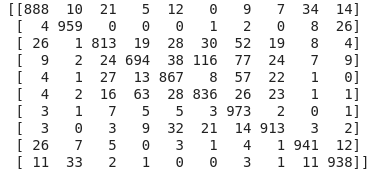 [[888 10 21 5 12 0 9 7 34 14]
[ 4 959 0 0 0 1 2 0 8 26]
[ 26 1 813 19 28 30 52 19 8 4]
[ 9 2 24 694 38 116 77 24 7 9]
[ 4 1 27 13 867 8 57 22 1 0]
[ 4 2 16 63 28 836 26 23 1 1]
[ 3 1 7 5 5 3 973 2 0 1]
[ 3 0 3 9 32 21 14 913 3 2]
[ 26 7 5 0 3 1 4 1 941 12]
[ 11 33 2 1 0 0 3 1 11 938]]